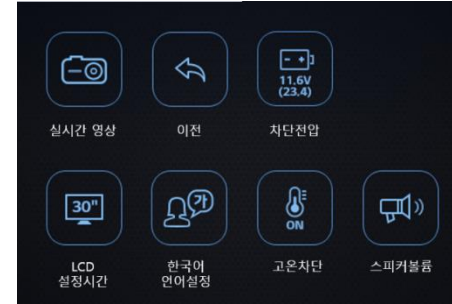 11.6V
(23.4)
실시간 영상
이전
차단전압
30"
가
ON
LCD
설정시간
한국어
언어설정
고온차단
스피커볼륨